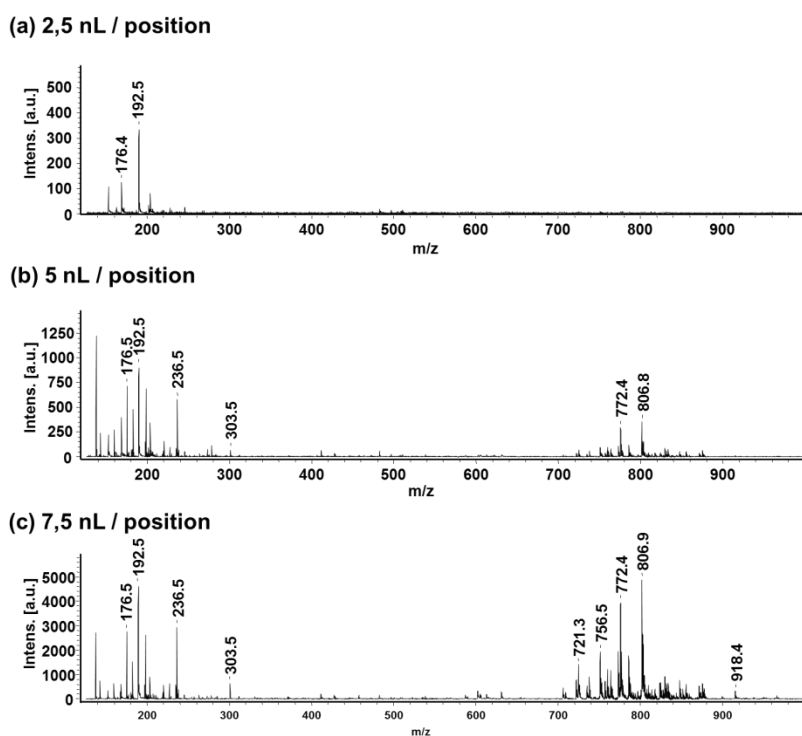 (a) 2,5 nL / position
Intens. [a.u.]
500
400
300
200
100
0
176.4
192.5
200 300 400 500 600 700 800 900
m/z
(b) 5 nL / position
Intens. [a.u.]
1250
1000
750
500
250
0
176.5
192.5
236.5
303.5
772.4
806.8
200 300 400 500 600 700 800 900
m/z
(c) 7,5 nL / position
Intens. [a.u.]
5000
4000
3000
2000
1000
0
176.5
192.5
236.5
303.5
721.3
756.5
772.4
806.9
918.4
200 300 400 500 600 700 800 900
m/z